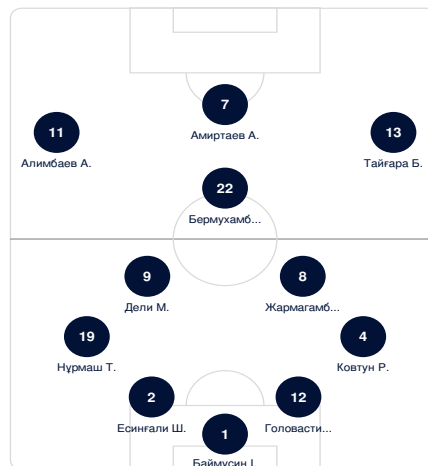 7
Амиртаев А.
11
Алимбаев А.
13
Тайғара Б.
22
Бермухамб...
9
Дели М.
8
Жармагамб...
19
Нұрмаш Т.
4
Ковтун Р.
2
Есинғали Ш.
12
Головасти...
1
Баймусин І.